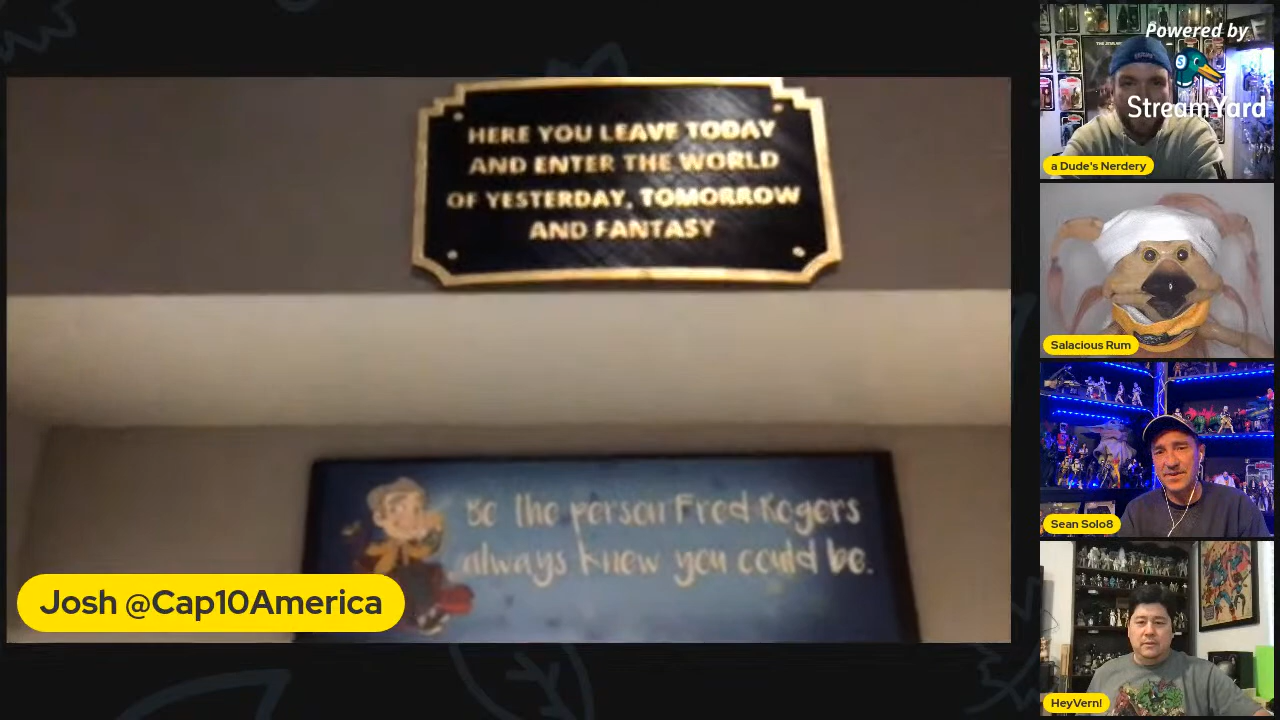 HERE YOU LEAVE TODAY
AND ENTER THE WORLD
OF YESTERDAY, TOMORROW
AND FANTASY
Be the person Fred Rogers
always knew you could be.
Josh @Cap10America
Powered by
StreamYard
a Dude's Nerdery
Salacious Rum
Sean Solo8
HeyVern!